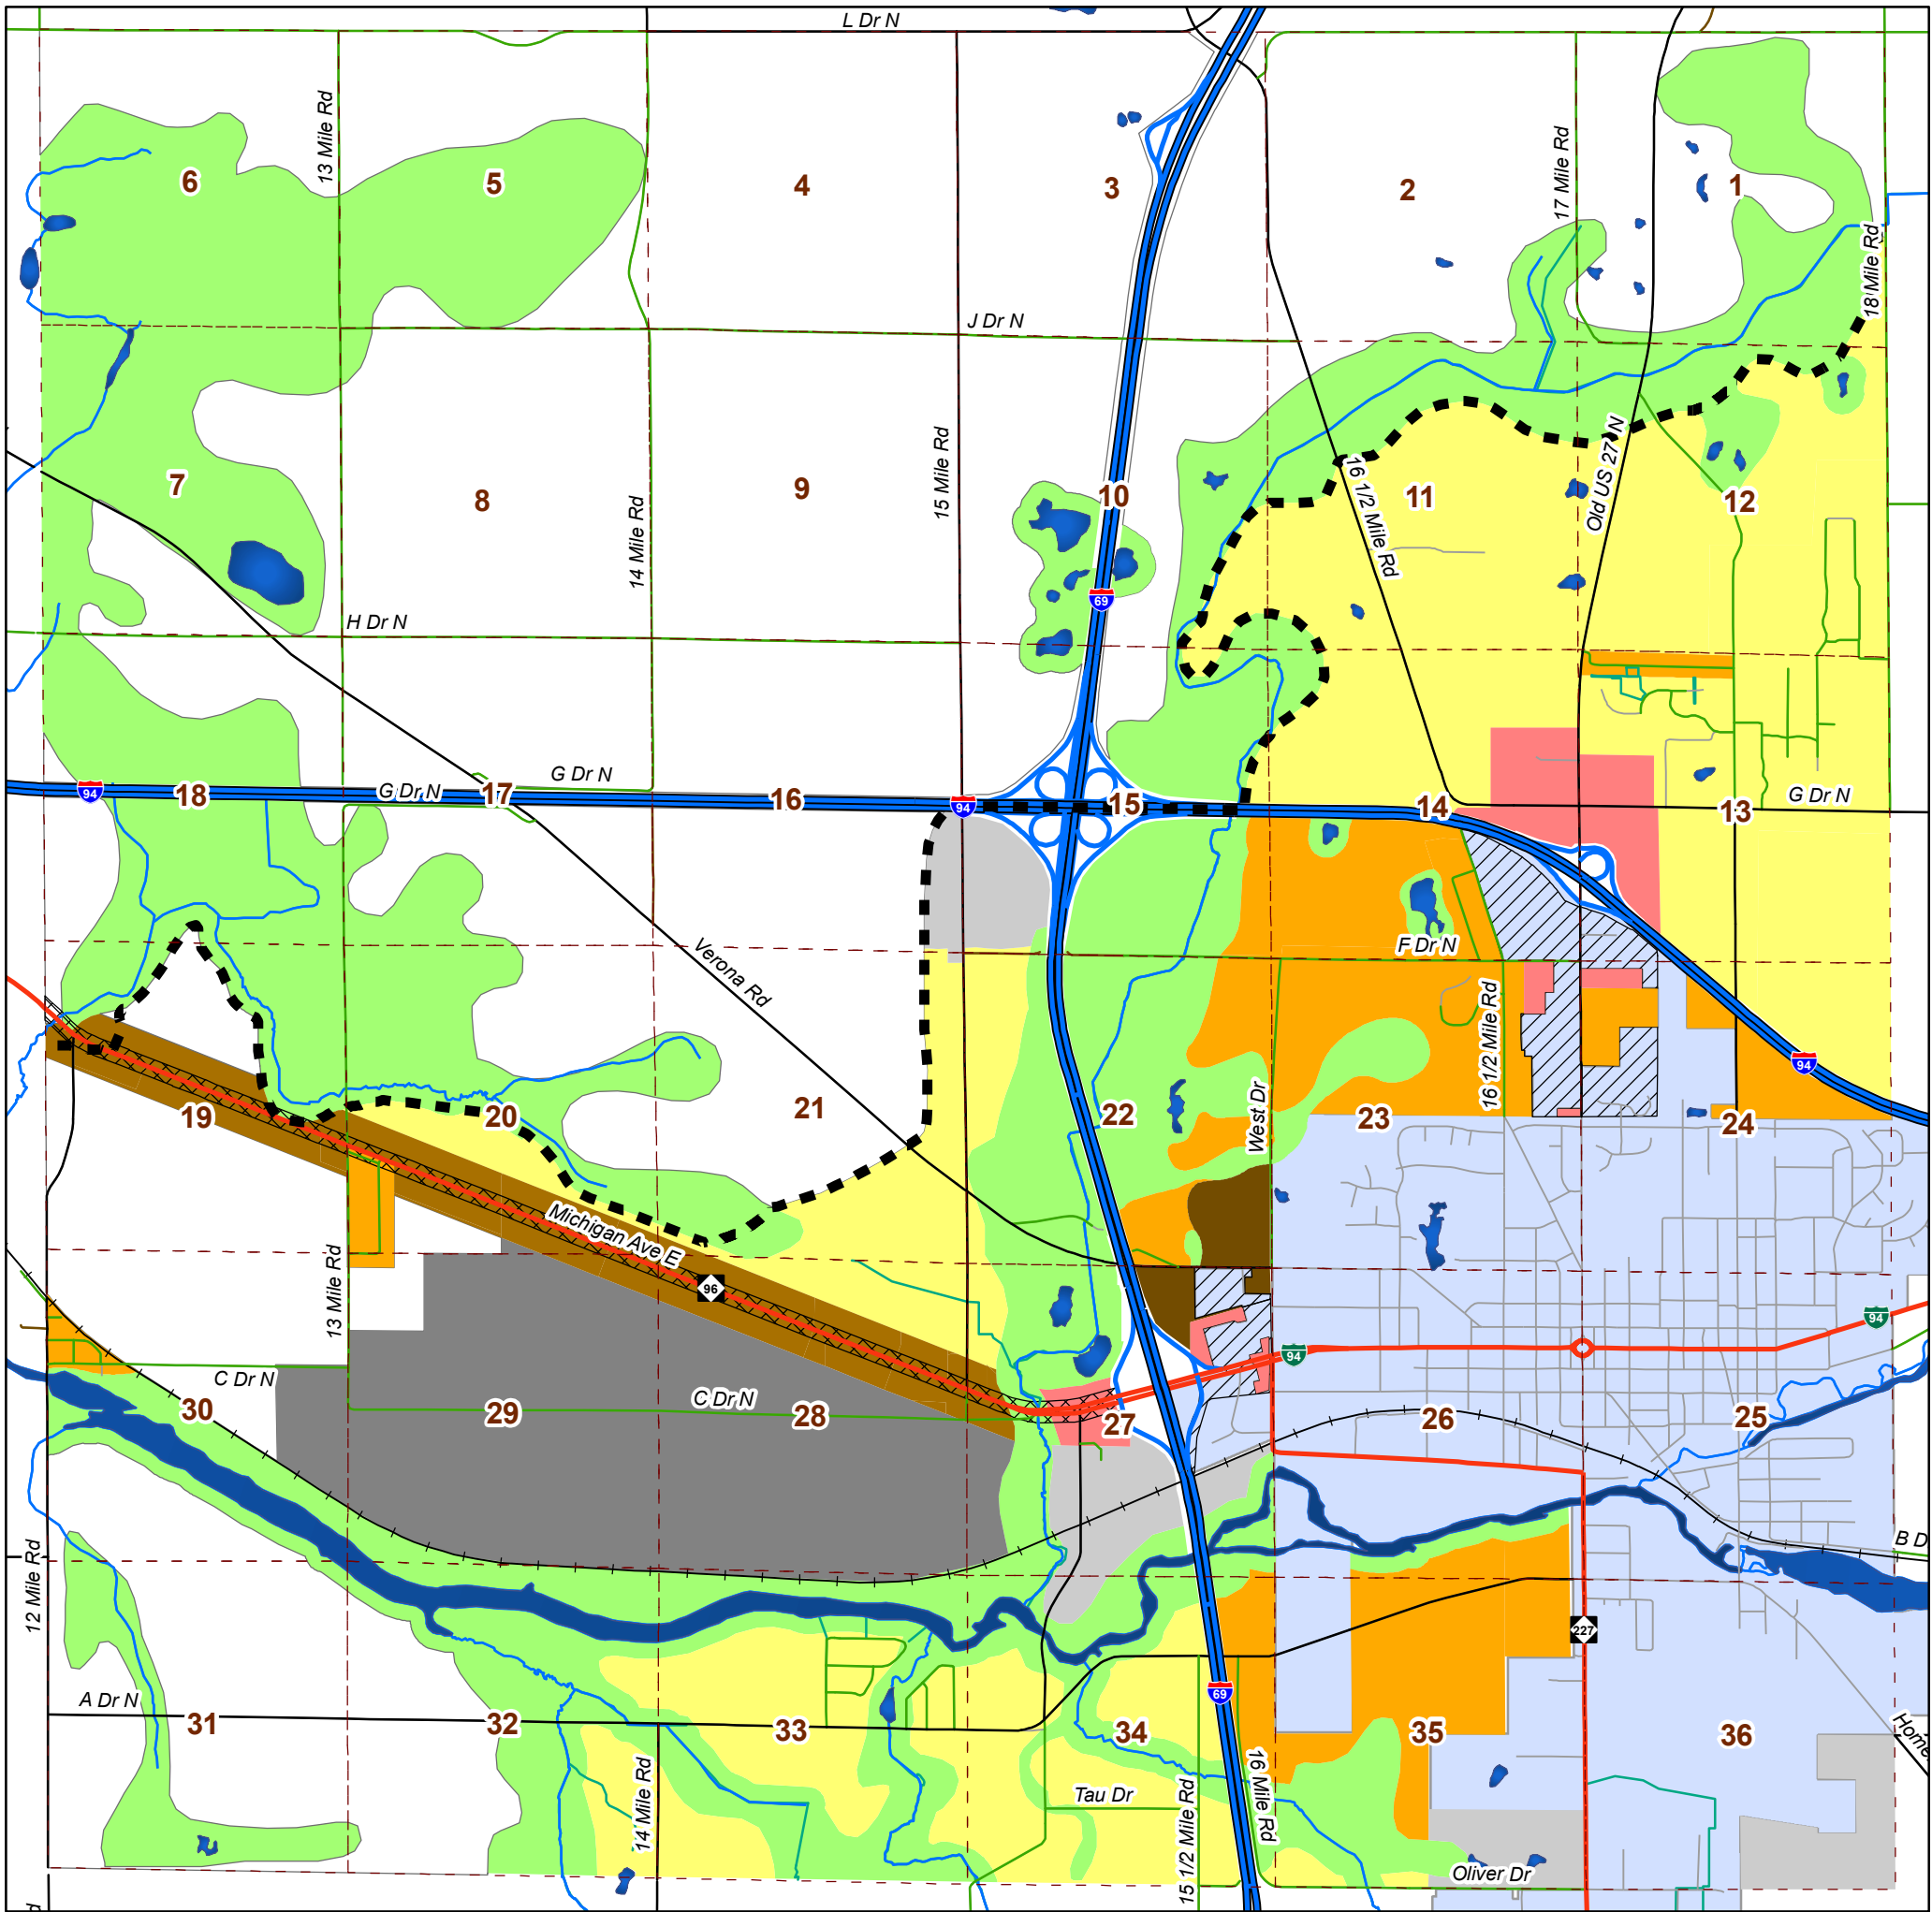 L Dr N
13 Mile Rd
17 Mile Rd
6
5
4
3
2
1
18 Mile Rd
J Dr N
15 Mile Rd
14 Mile Rd
16 1/2 Mile Rd
Old US 27 N
7
8
9
10
11
12
69
H Dr N
G Dr N
G Dr N
G Dr N
94
18
17
16
94
15
14
13
Verona Rd
F Dr N
16 1/2 Mile Rd
94
West Dr
19
20
21
22
23
24
Michigan Ave E
13 Mile Rd
96
94
94
C Dr N
C Dr N
30
29
28
27
26
25
12 Mile Rd
B D
227
69
A Dr N
31
32
33
34
35
36
Home
14 Mile Rd
Tau Dr
15 1/2 Mile Rd
16 Mile Rd
Oliver Dr
d